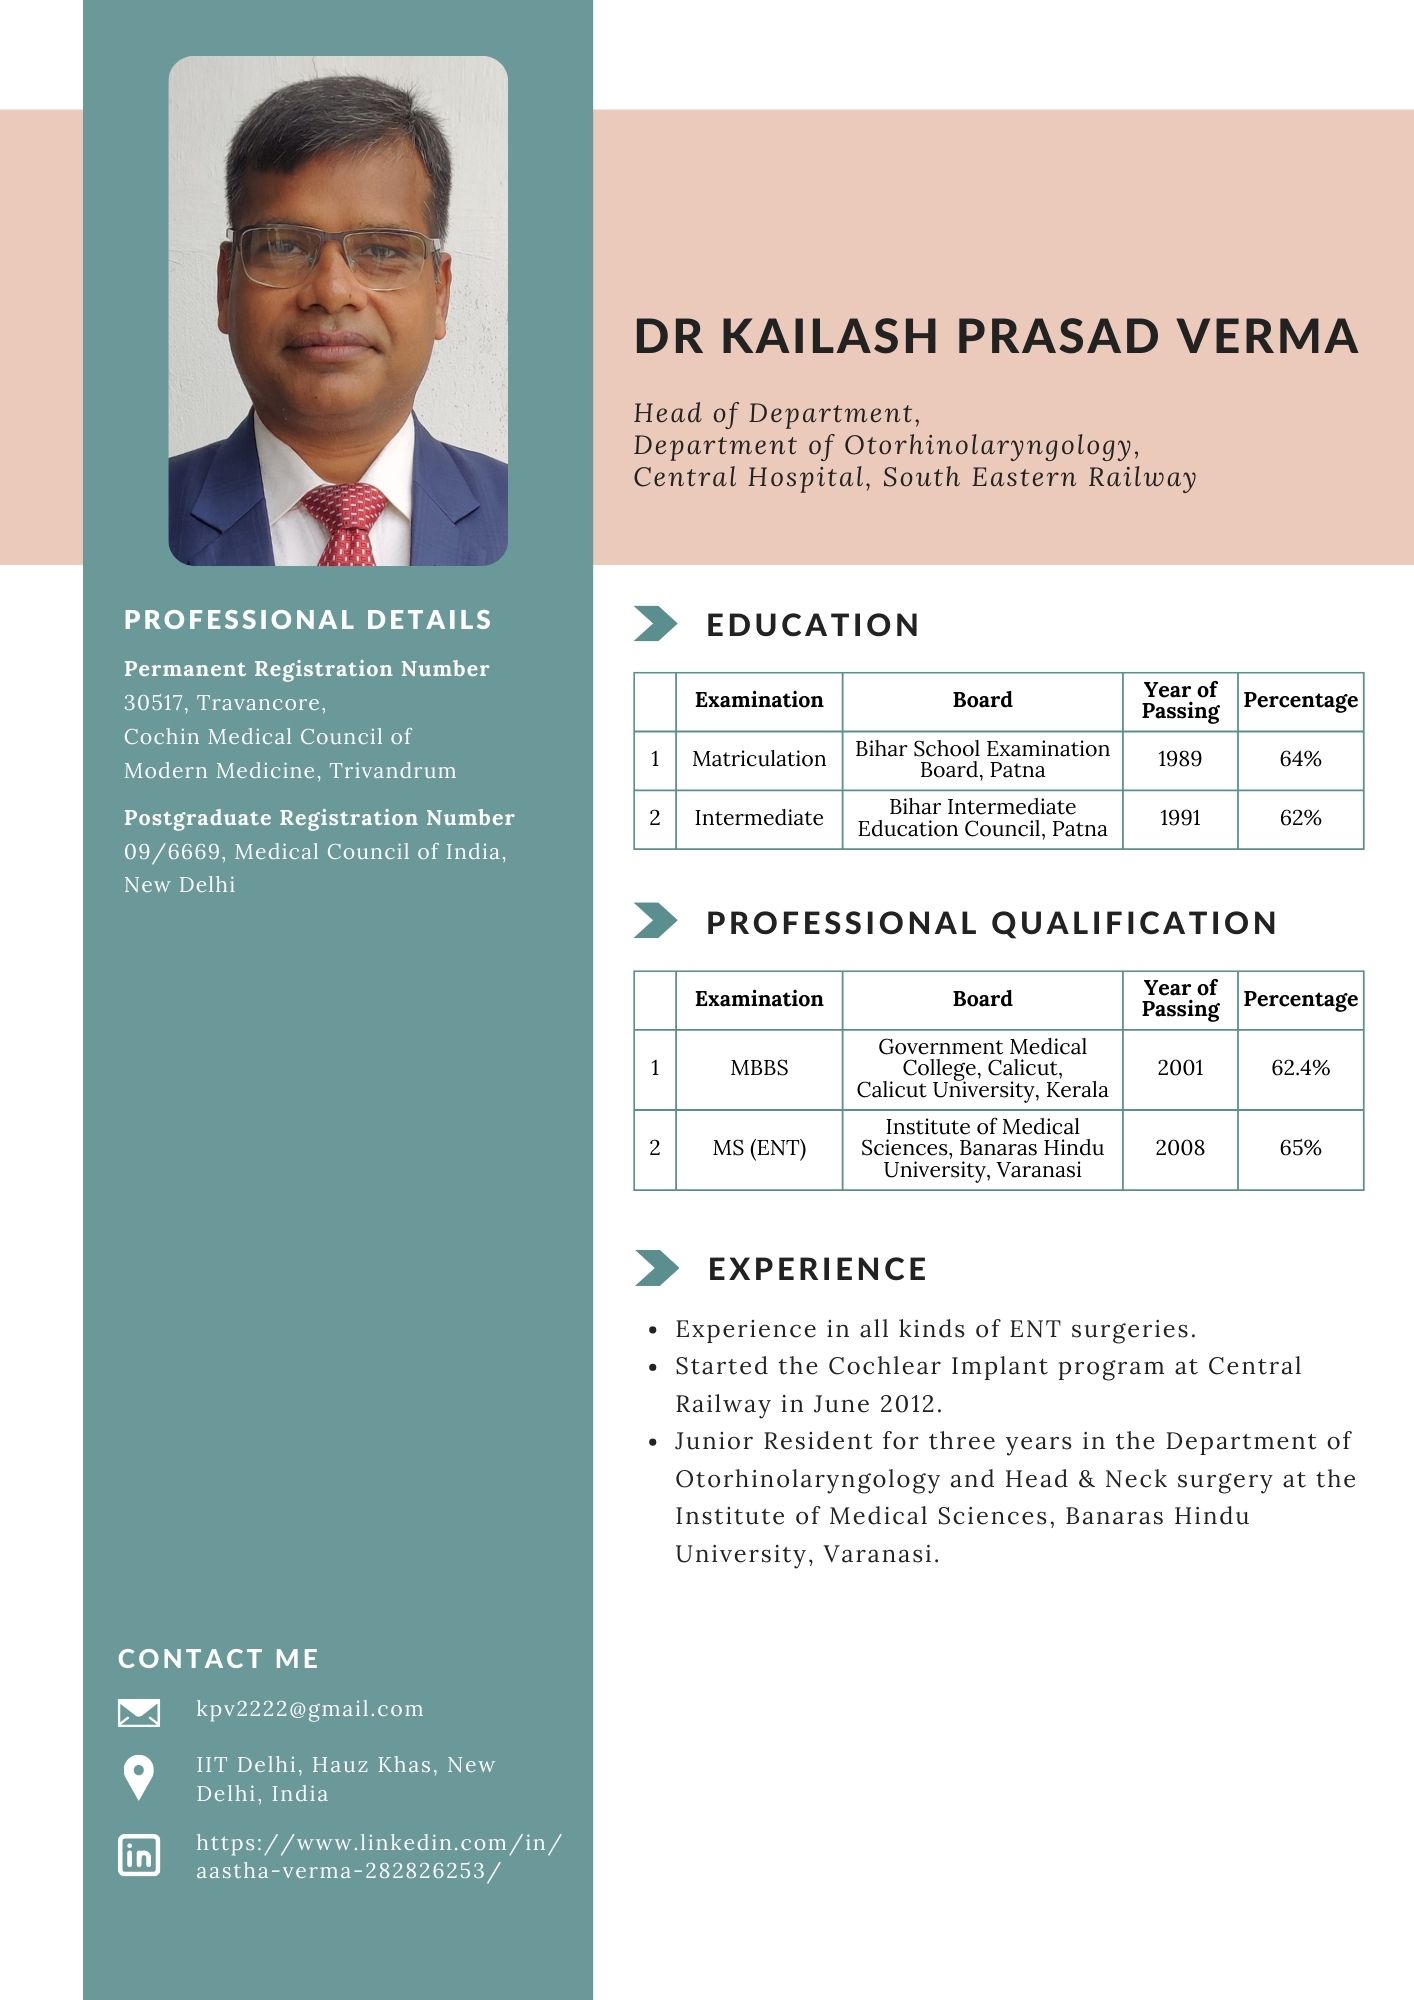 DR KAILASH PRASAD VERMA
Head of Department,
Department of Otorhinolaryngology,
Central Hospital, South Eastern Railway
PROFESSIONAL DETAILS
Permanent Registration Number
30517, Travancore,
Cochin Medical Council of
Modern Medicine, Trivandrum
Postgraduate Registration Number
09/6669, Medical Council of India,
New Delhi
CONTACT ME
kpv2222@gmail.com
IIT Delhi, Hauz Khas, New
Delhi, India
in
https://www.linkedin.com/in/
aastha-verma-282826253/
EDUCATION
Examination Board Year of Passing Percentage
1 Matriculation Bihar School Examination Board, Patna 1989 64%
2 Intermediate Bihar Intermediate Education Council, Patna 1991 62%
PROFESSIONAL QUALIFICATION
Examination Board Year of Passing Percentage
1 MBBS Government Medical College, Calicut, Calicut University, Kerala 2001 62.4%
2 MS (ENT) Institute of Medical Sciences, Banaras Hindu University, Varanasi 2008 65%
EXPERIENCE
• Experience in all kinds of ENT surgeries.
• Started the Cochlear Implant program at Central
Railway in June 2012.
• Junior Resident for three years in the Department of
Otorhinolaryngology and Head & Neck surgery at the
Institute of Medical Sciences, Banaras Hindu
University, Varanasi.